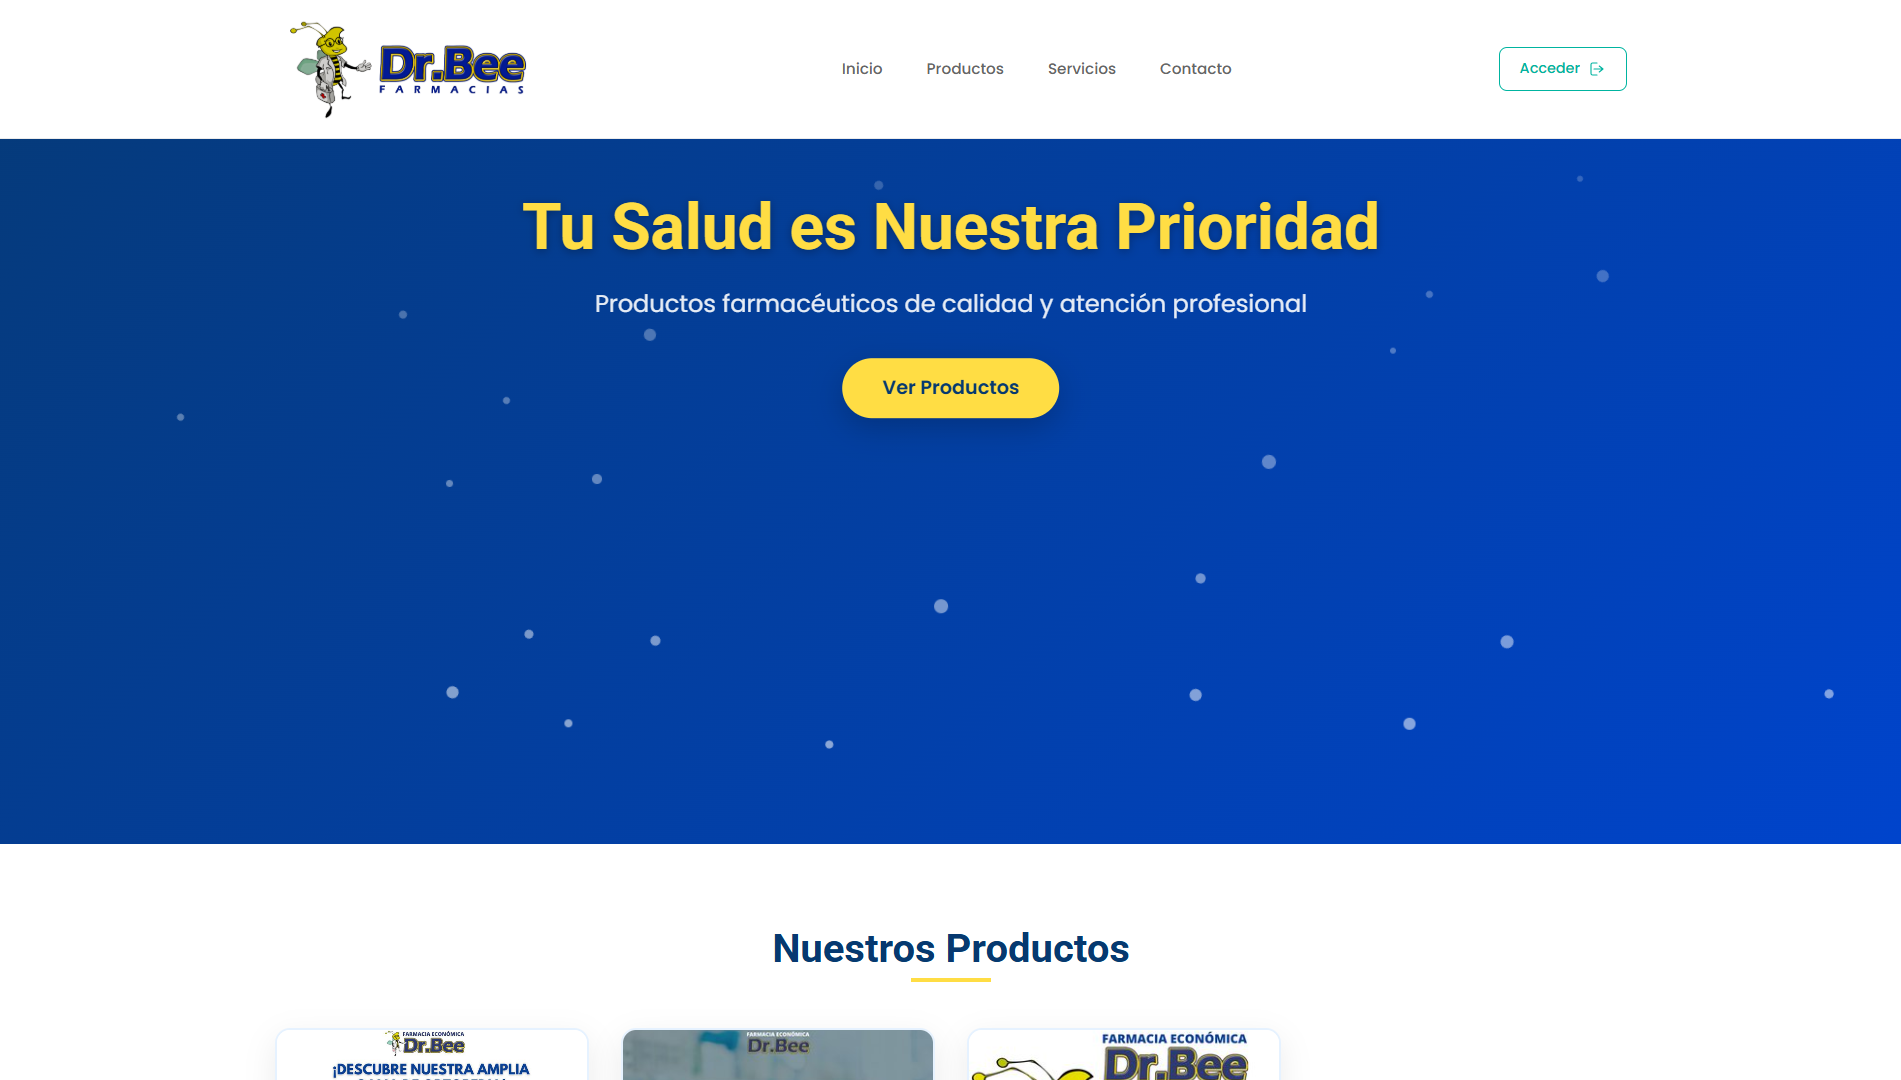 Dr.Bee
FARMACIAS
Inicio
Productos
Servicios
Contacto
Acceder
Tu Salud es Nuestra Prioridad
Productos farmacéuticos de calidad y atención profesional
Ver Productos
Nuestros Productos
FARMACIA ECONÓMICA
Dr.Bee
¡DESCUBRE NUESTRA AMPLIA
FARMACIA ECONÓMICA
Dr.Bee
FARMACIA ECONÓMICA
Dr.Bee